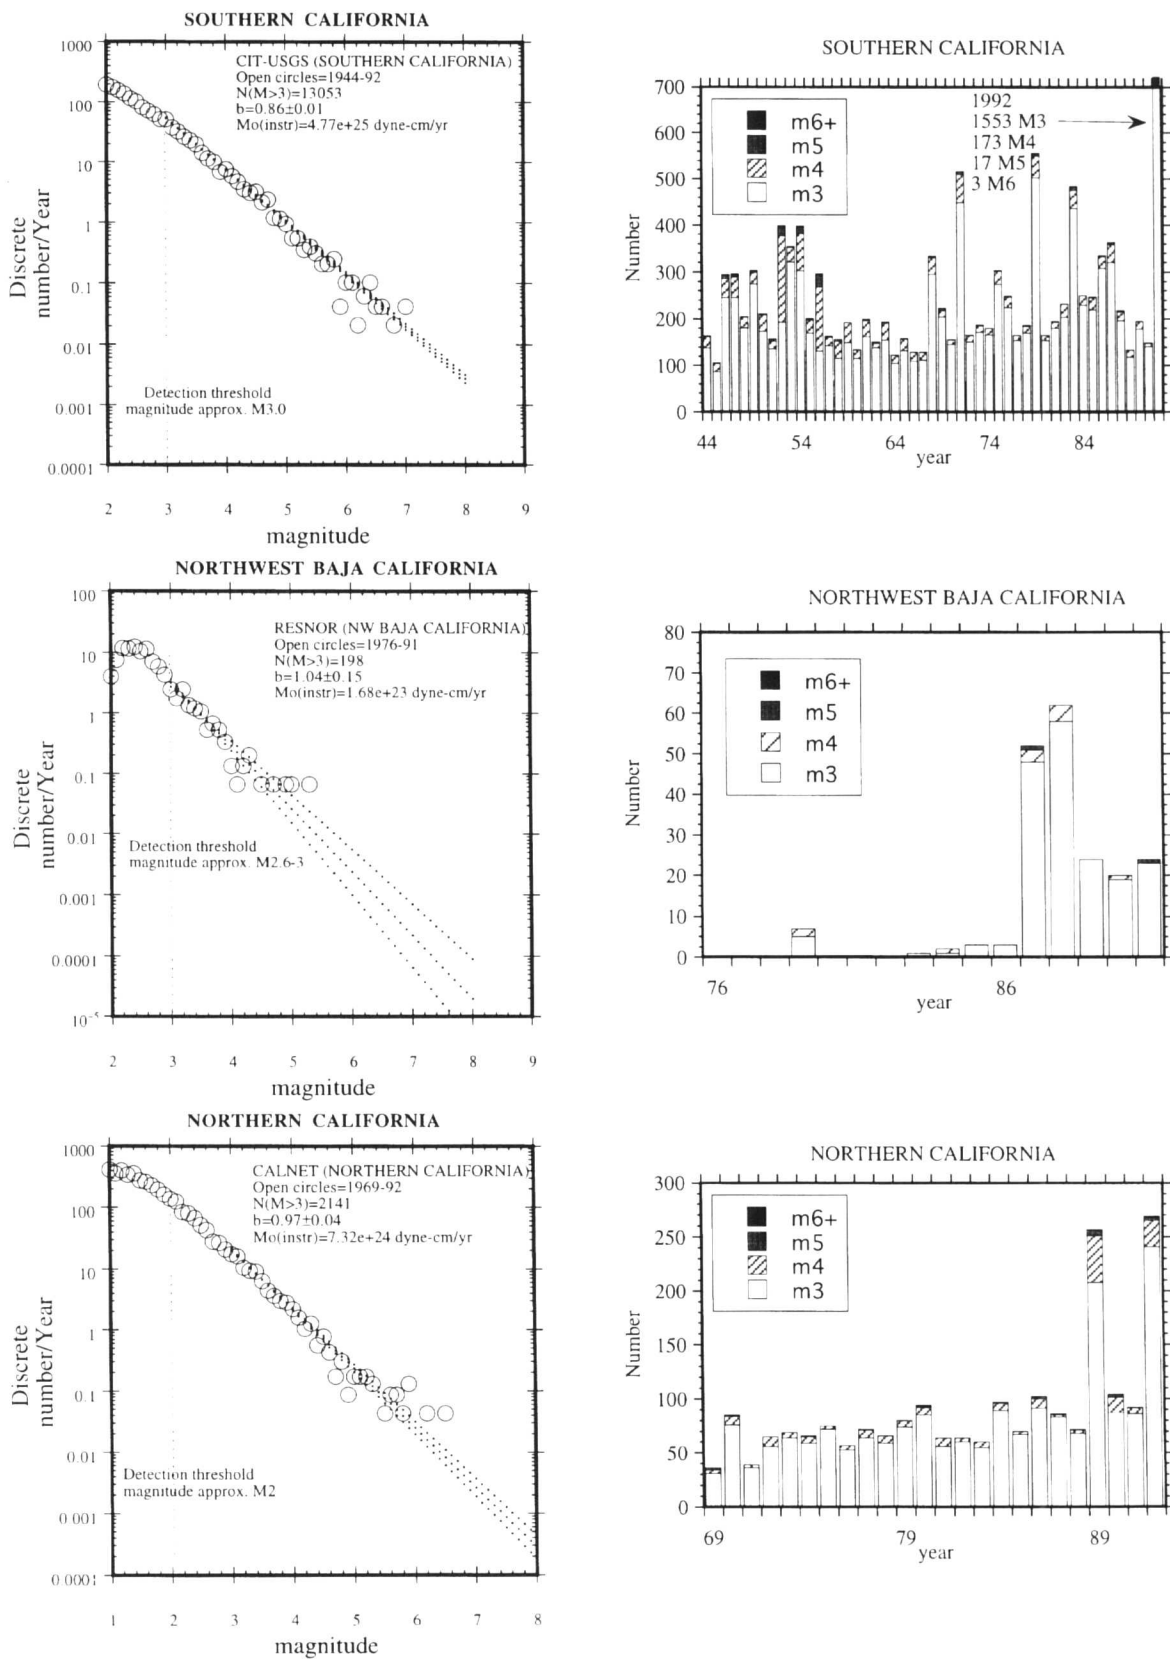 SOUTHERN CALIFORNIA
1000
100
10
1
0.1
0.01
0.001
0.0001
Discrete
number/Year
CIT-USGS (SOUTHERN CALIFORNIA)
Open circles=1944-92
N(M>3)=13053
b=0.86±0.01
Mo(instr)=4.77e+25 dyne-cm/yr
Detection threshold
magnitude approx. M3.0
2 3 4 5 6 7 8 9
magnitude
SOUTHERN CALIFORNIA
700
600
500
400
300
200
100
0
Number
m6+
m5
m4
m3
1992
1553 M3
173 M4
17 M5
3 M6
44 54 64 74 84
year
NORTHWEST BAJA CALIFORNIA
100
10
1
0.1
0.01
0.001
0.0001
10⁻⁵
Discrete
number/Year
RESNOR (NW BAJA CALIFORNIA)
Open circles=1976-91
N(M>3)=198
b=1.04±0.15
Mo(instr)=1.68e+23 dyne-cm/yr
Detection threshold
magnitude approx. M2.6-3
2 3 4 5 6 7 8 9
magnitude
NORTHWEST BAJA CALIFORNIA
80
70
60
50
40
30
20
10
0
Number
m6+
m5
m4
m3
76 86
year
NORTHERN CALIFORNIA
1000
100
10
1
0.1
0.01
0.001
0.0001
Discrete
number/Year
CALNET (NORTHERN CALIFORNIA)
Open circles=1969-92
N(M>3)=2141
b=0.97±0.04
Mo(instr)=7.32e+24 dyne-cm/yr
Detection threshold
magnitude approx. M2
1 2 3 4 5 6 7 8
magnitude
NORTHERN CALIFORNIA
300
250
200
150
100
50
0
Number
m6+
m5
m4
m3
69 79 89
year